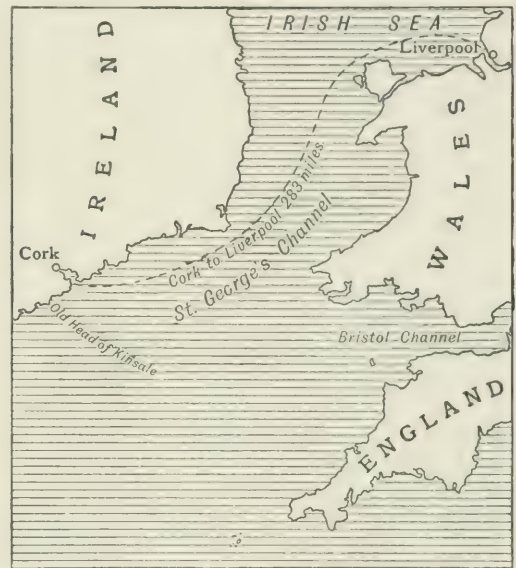 IRISH SEA
Liverpool
IRELAND
WALES
Cork to Liverpool 283 miles.
St. George's Channel
Cork
Old Head of Kinsale
Bristol Channel
ENGLAND